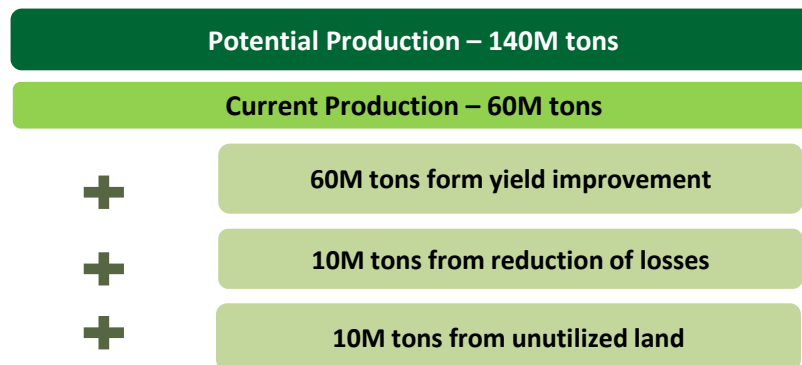 Potential Production – 140M tons
Current Production – 60M tons
60M tons form yield improvement
10M tons from reduction of losses
10M tons from unutilized land